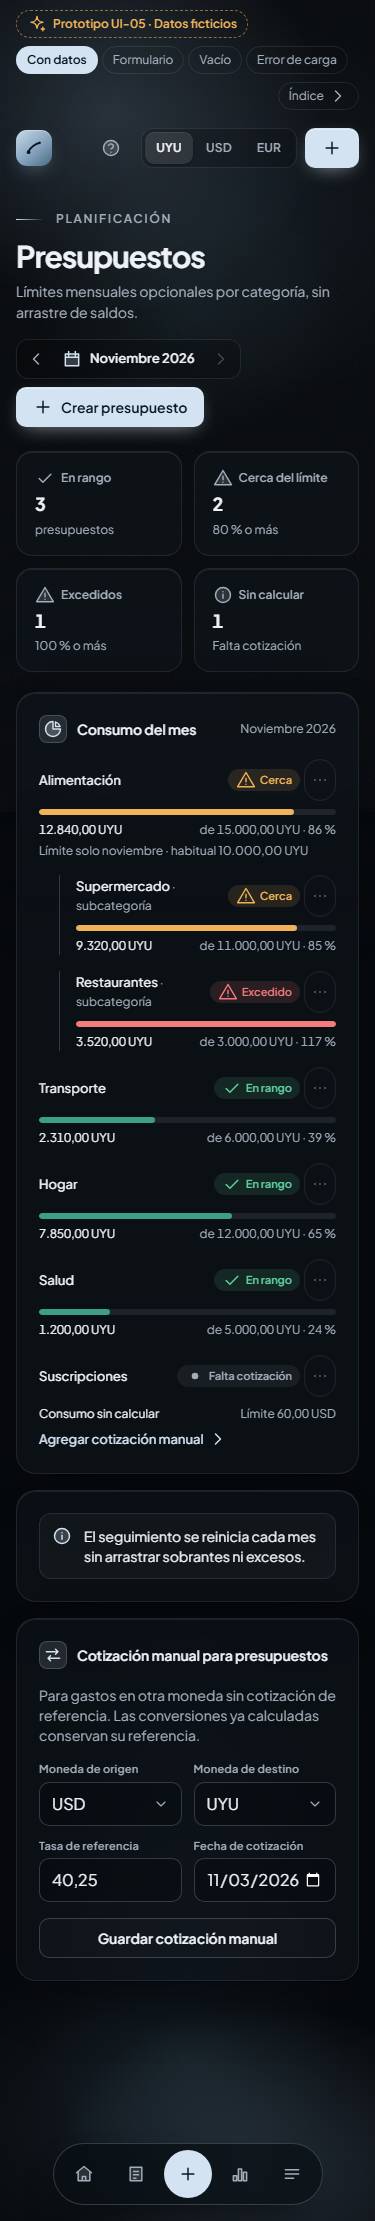 Prototipo UI-05 · Datos ficticios
Con datos
Formulario
Vacío
Error de carga
Índice
UYU
USD
EUR
PLANIFICACIÓN
Presupuestos
Límites mensuales opcionales por categoría, sin
arrastre de saldos.
Noviembre 2026
Crear presupuesto
En rango
3
presupuestos
Cerca del límite
2
80 % o más
Excedidos
1
100 % o más
Sin calcular
1
Falta cotización
Consumo del mes
Noviembre 2026
Alimentación
Cerca
12.840,00 UYU
de 15.000,00 UYU · 86 %
Límite solo noviembre · habitual 10.000,00 UYU
Supermercado ·
subcategoría
Cerca
9.320,00 UYU
de 11.000,00 UYU · 85 %
Restaurantes ·
subcategoría
Excedido
3.520,00 UYU
de 3.000,00 UYU · 117 %
Transporte
En rango
2.310,00 UYU
de 6.000,00 UYU · 39 %
Hogar
En rango
7.850,00 UYU
de 12.000,00 UYU · 65 %
Salud
En rango
1.200,00 UYU
de 5.000,00 UYU · 24 %
Suscripciones
Falta cotización
Consumo sin calcular
Límite 60,00 USD
Agregar cotización manual
El seguimiento se reinicia cada mes
sin arrastrar sobrantes ni excesos.
Cotización manual para presupuestos
Para gastos en otra moneda sin cotización de
referencia. Las conversiones ya calculadas
conservan su referencia.
Moneda de origen
Moneda de destino
USD
UYU
Tasa de referencia
Fecha de cotización
40,25
11/03/2026
Guardar cotización manual